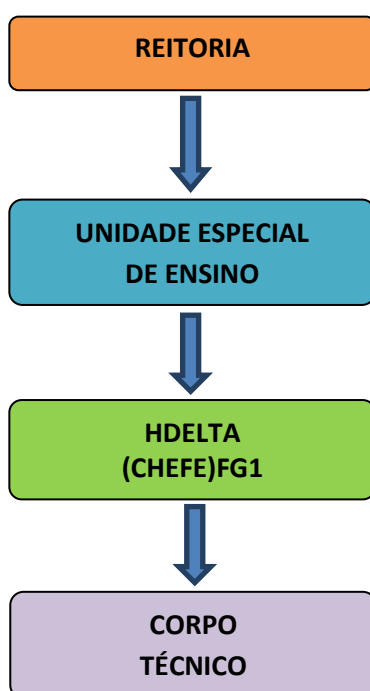 REITORIA
UNIDADE ESPECIAL
DE ENSINO
HDELTA
(CHEFE)FG1
CORPO
TÉCNICO